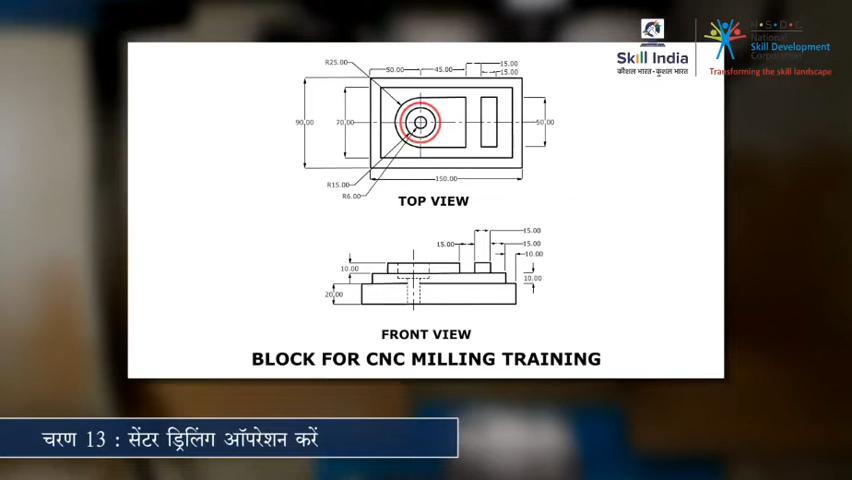 N•S•D•C
National
Skill Development
Corporation
Transforming the skill landscape
Skill India
कौशल भारत-कुशल भारत
R25.00
50.00
45.00
15.00
15.00
90.00
70.00
50.00
R15.00
150.00
R6.00
TOP VIEW
15.00
15.00
15.00
10.00
10.00
10.00
20.00
FRONT VIEW
BLOCK FOR CNC MILLING TRAINING
चरण 13 : सेंटर ड्रिलिंग ऑपरेशन करें